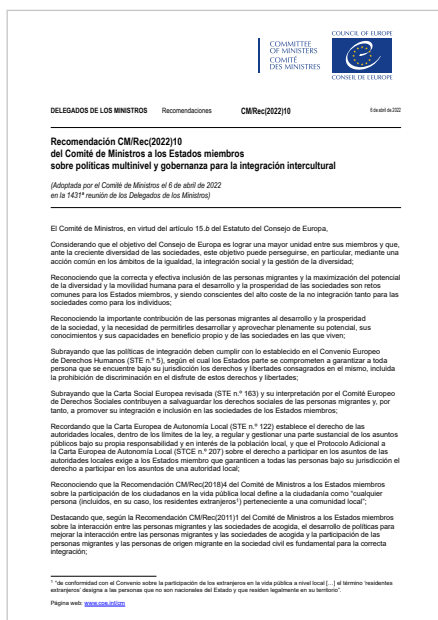 COUNCIL OF EUROPE
COMMITTEE
OF MINISTERS
COMITÉ
DES MINISTRES
CONSEIL DE L'EUROPE
DELEGADOS DE LOS MINISTROS Recomendaciones CM/Rec(2022)10 6 de abril de 2022
Recomendación CM/Rec(2022)10
del Comité de Ministros a los Estados miembros
sobre políticas multinivel y gobernanza para la integración intercultural
(Adoptada por el Comité de Ministros el 6 de abril de 2022
en la 1431ª reunión de los Delegados de los Ministros)
El Comité de Ministros, en virtud del artículo 15.b del Estatuto del Consejo de Europa,
Considerando que el objetivo del Consejo de Europa es lograr una mayor unidad entre sus miembros y que,
ante la creciente diversidad de las sociedades, este objetivo puede perseguirse, en particular, mediante una
acción común en los ámbitos de la igualdad, la integración social y la gestión de la diversidad;
Reconociendo que la correcta y efectiva inclusión de las personas migrantes y la maximización del potencial
de la diversidad y la movilidad humana para el desarrollo y la prosperidad de las sociedades son retos
comunes para los Estados miembros, y siendo conscientes del alto coste de la no integración tanto para las
sociedades como para los individuos;
Reconociendo la importante contribución de las personas migrantes al desarrollo y la prosperidad
de la sociedad, y la necesidad de permitirles desarrollar y aprovechar plenamente su potencial, sus
conocimientos y sus capacidades en beneficio propio y de las sociedades en las que viven;
Subrayando que las políticas de integración deben cumplir con lo establecido en el Convenio Europeo
de Derechos Humanos (STE n.º 5), según el cual los Estados parte se comprometen a garantizar a toda
persona que se encuentre bajo su jurisdicción los derechos y libertades consagrados en el mismo, incluida
la prohibición de discriminación en el disfrute de estos derechos y libertades;
Subrayando que la Carta Social Europea revisada (STE n.º 163) y su interpretación por el Comité Europeo
de Derechos Sociales contribuyen a salvaguardar los derechos sociales de las personas migrantes y, por
tanto, a promover su integración e inclusión en las sociedades de los Estados miembros;
Recordando que la Carta Europea de Autonomía Local (STE n.º 122) establece el derecho de las
autoridades locales, dentro de los límites de la ley, a regular y gestionar una parte sustancial de los asuntos
públicos bajo su propia responsabilidad y en interés de la población local, y que el Protocolo Adicional a
la Carta Europea de Autonomía Local (STCE n.º 207) sobre el derecho a participar en los asuntos de las
autoridades locales exige a los Estados miembros que garanticen a todas las personas bajo su jurisdicción el
derecho a participar en los asuntos de una autoridad local;
Reconociendo que la Recomendación CM/Rec(2018)4 del Comité de Ministros a los Estados miembros
sobre la participación de los ciudadanos en la vida pública local define a la ciudadanía como "cualquier
persona (incluidos, en su caso, los residentes extranjeros¹) perteneciente a una comunidad local";
Destacando que, según la Recomendación CM/Rec(2011)1 del Comité de Ministros a los Estados miembros
sobre la interacción entre las personas migrantes y las sociedades de acogida, el desarrollo de políticas para
mejorar la interacción entre las personas migrantes y las sociedades de acogida y la participación de las
personas migrantes y las personas de origen migrante en la sociedad civil es fundamental para la correcta
integración;
¹ "de conformidad con el Convenio sobre la participación de los extranjeros en la vida pública a nivel local [...] el término 'residentes
extranjeros' designa a las personas que no son nacionales del Estado y que residen legalmente en su territorio".
Página web: www.coe.int/cm